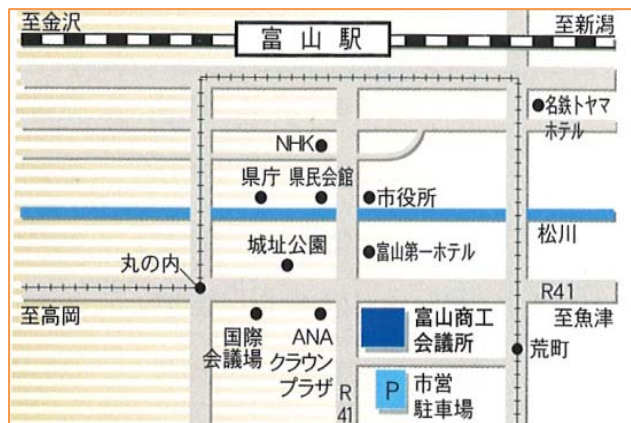 至金沢
富山駅
至新潟
名鉄トヤマ
ホテル
NHK
県庁
県民会館
市役所
松川
城址公園
富山第一ホテル
丸の内
R41
至高岡
至魚津
国際
会議場
ANA
クラウン
プラザ
富山商工
会議所
荒町
R
41
P
市営
駐車場